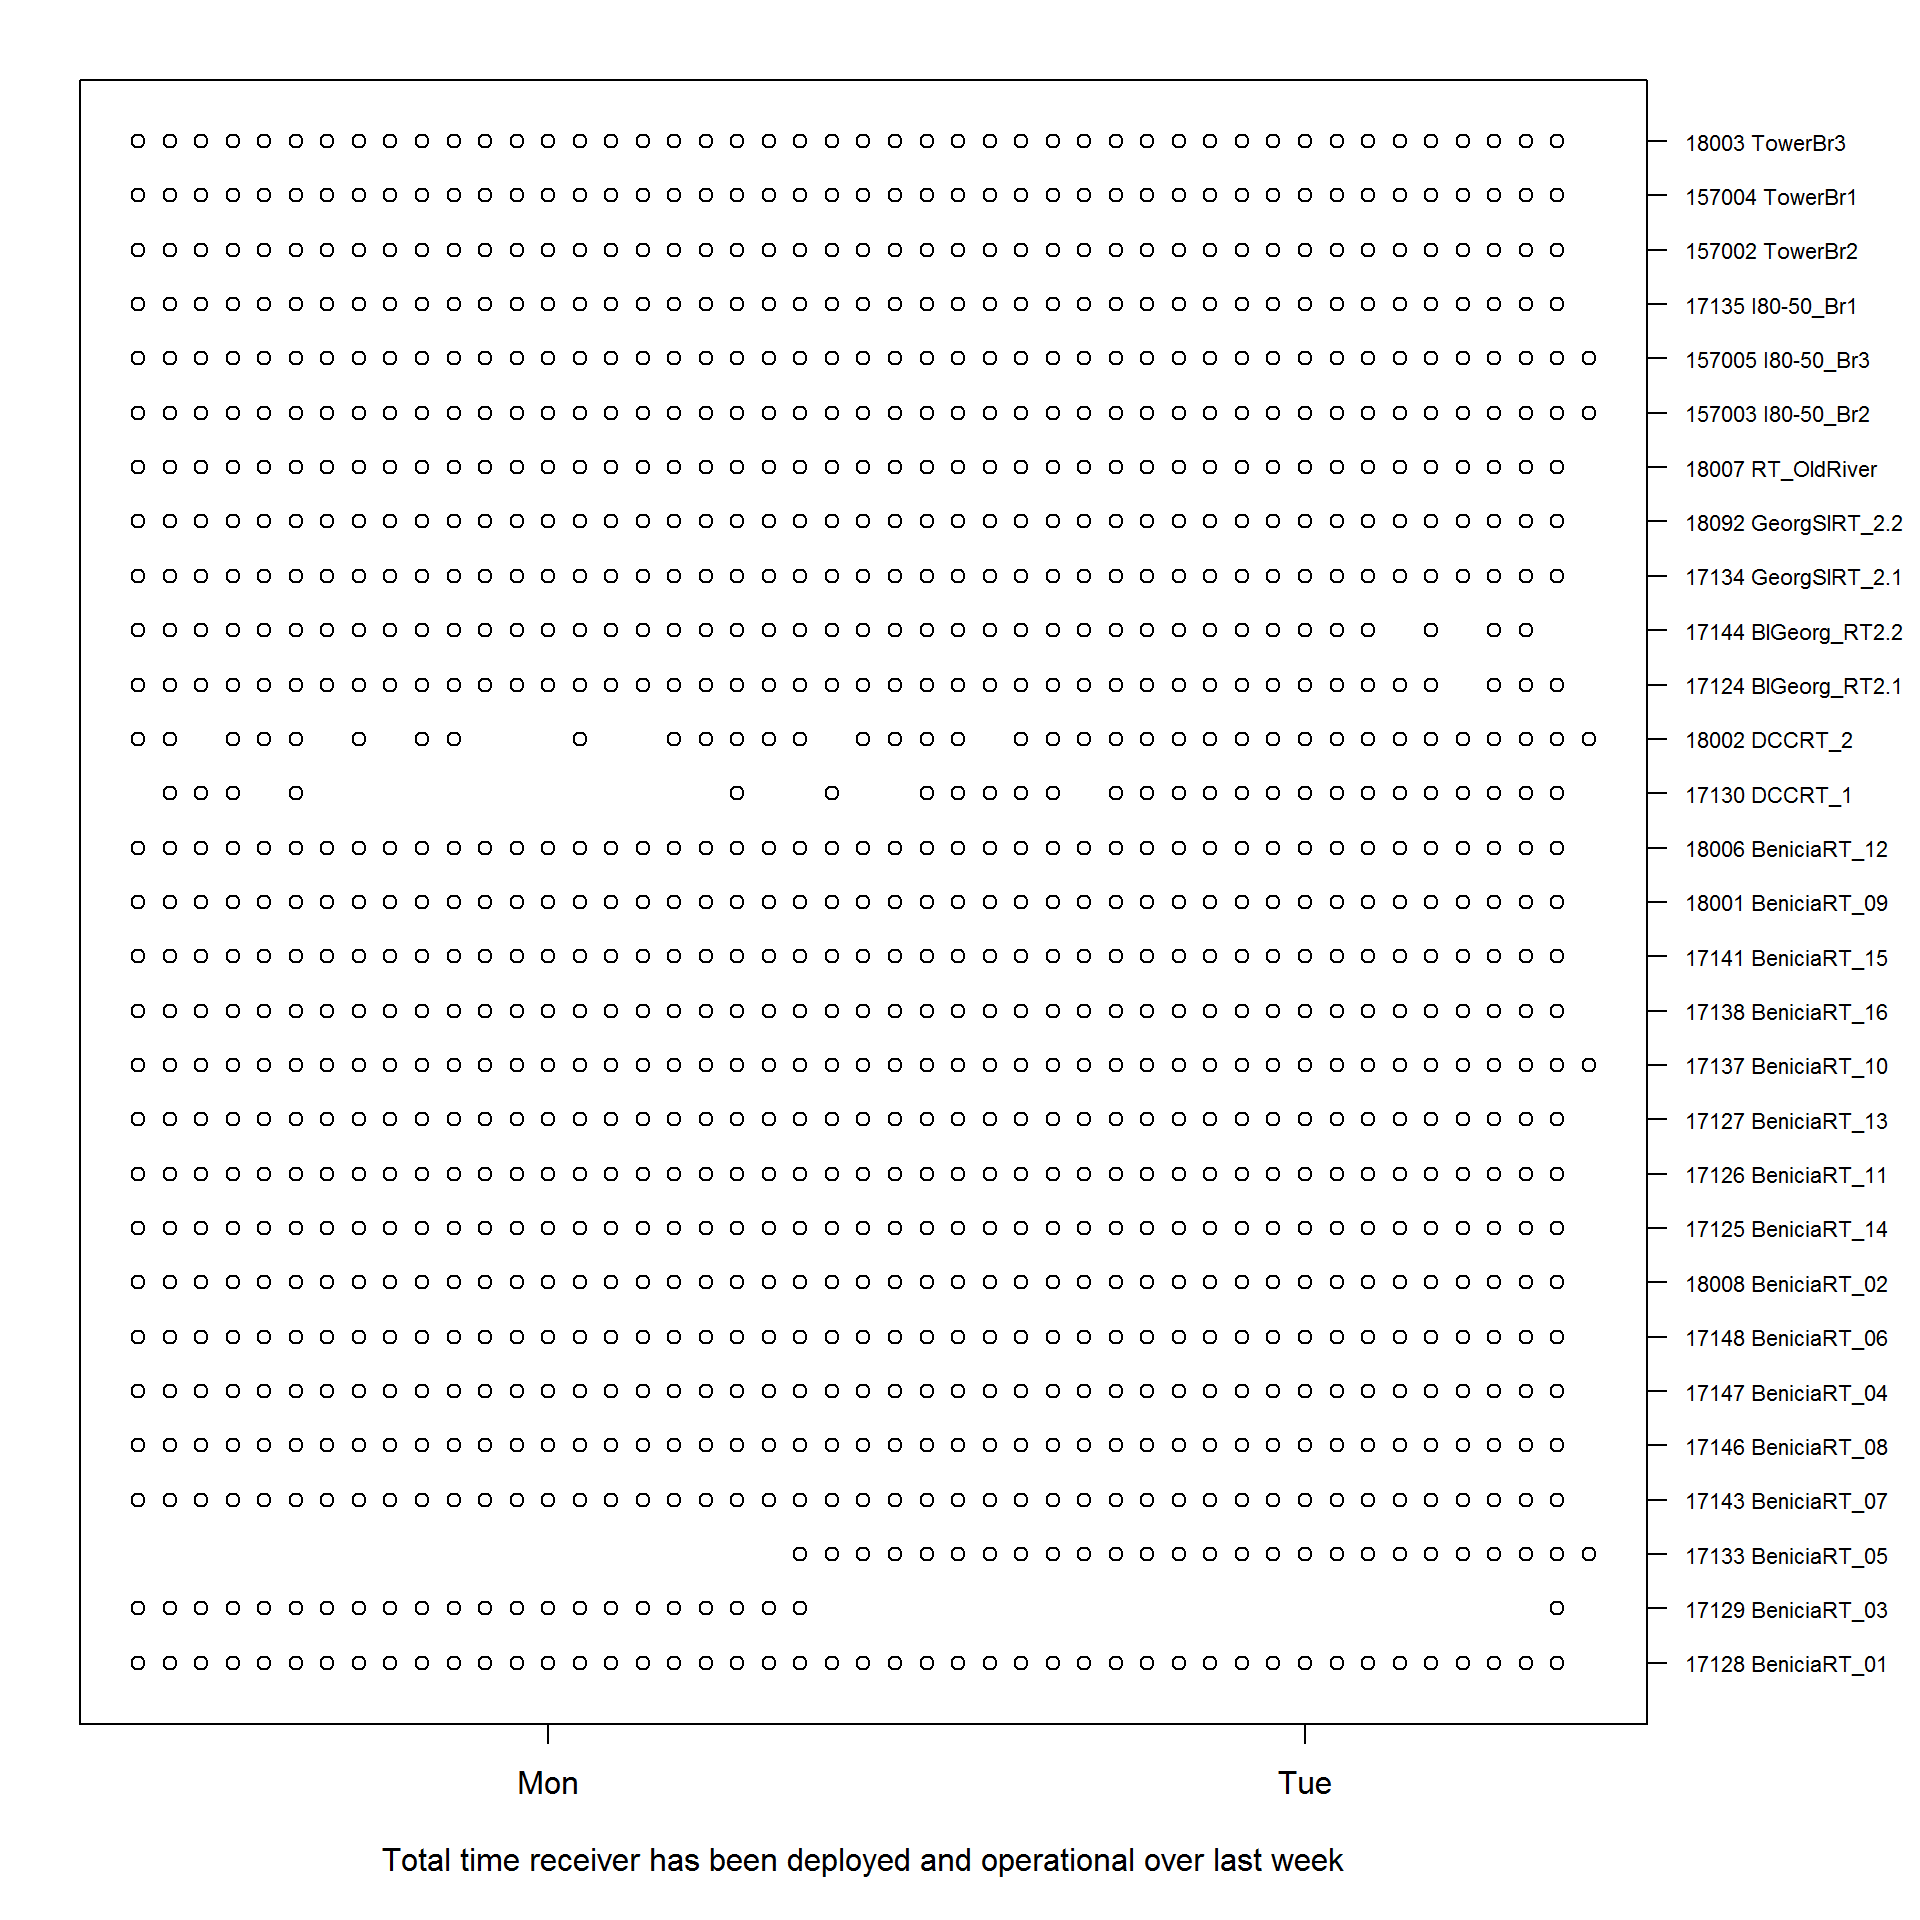 18003 TowerBr3
157004 TowerBr1
157002 TowerBr2
17135 I80-50_Br1
157005 I80-50_Br3
157003 I80-50_Br2
18007 RT_OldRiver
18092 GeorgSlRT_2.2
17134 GeorgSlRT_2.1
17144 BlGeorg_RT2.2
17124 BlGeorg_RT2.1
18002 DCCRT_2
17130 DCCRT_1
18006 BeniciaRT_12
18001 BeniciaRT_09
17141 BeniciaRT_15
17138 BeniciaRT_16
17137 BeniciaRT_10
17127 BeniciaRT_13
17126 BeniciaRT_11
17125 BeniciaRT_14
18008 BeniciaRT_02
17148 BeniciaRT_06
17147 BeniciaRT_04
17146 BeniciaRT_08
17143 BeniciaRT_07
17133 BeniciaRT_05
17129 BeniciaRT_03
17128 BeniciaRT_01
Mon Tue
Total time receiver has been deployed and operational over last week